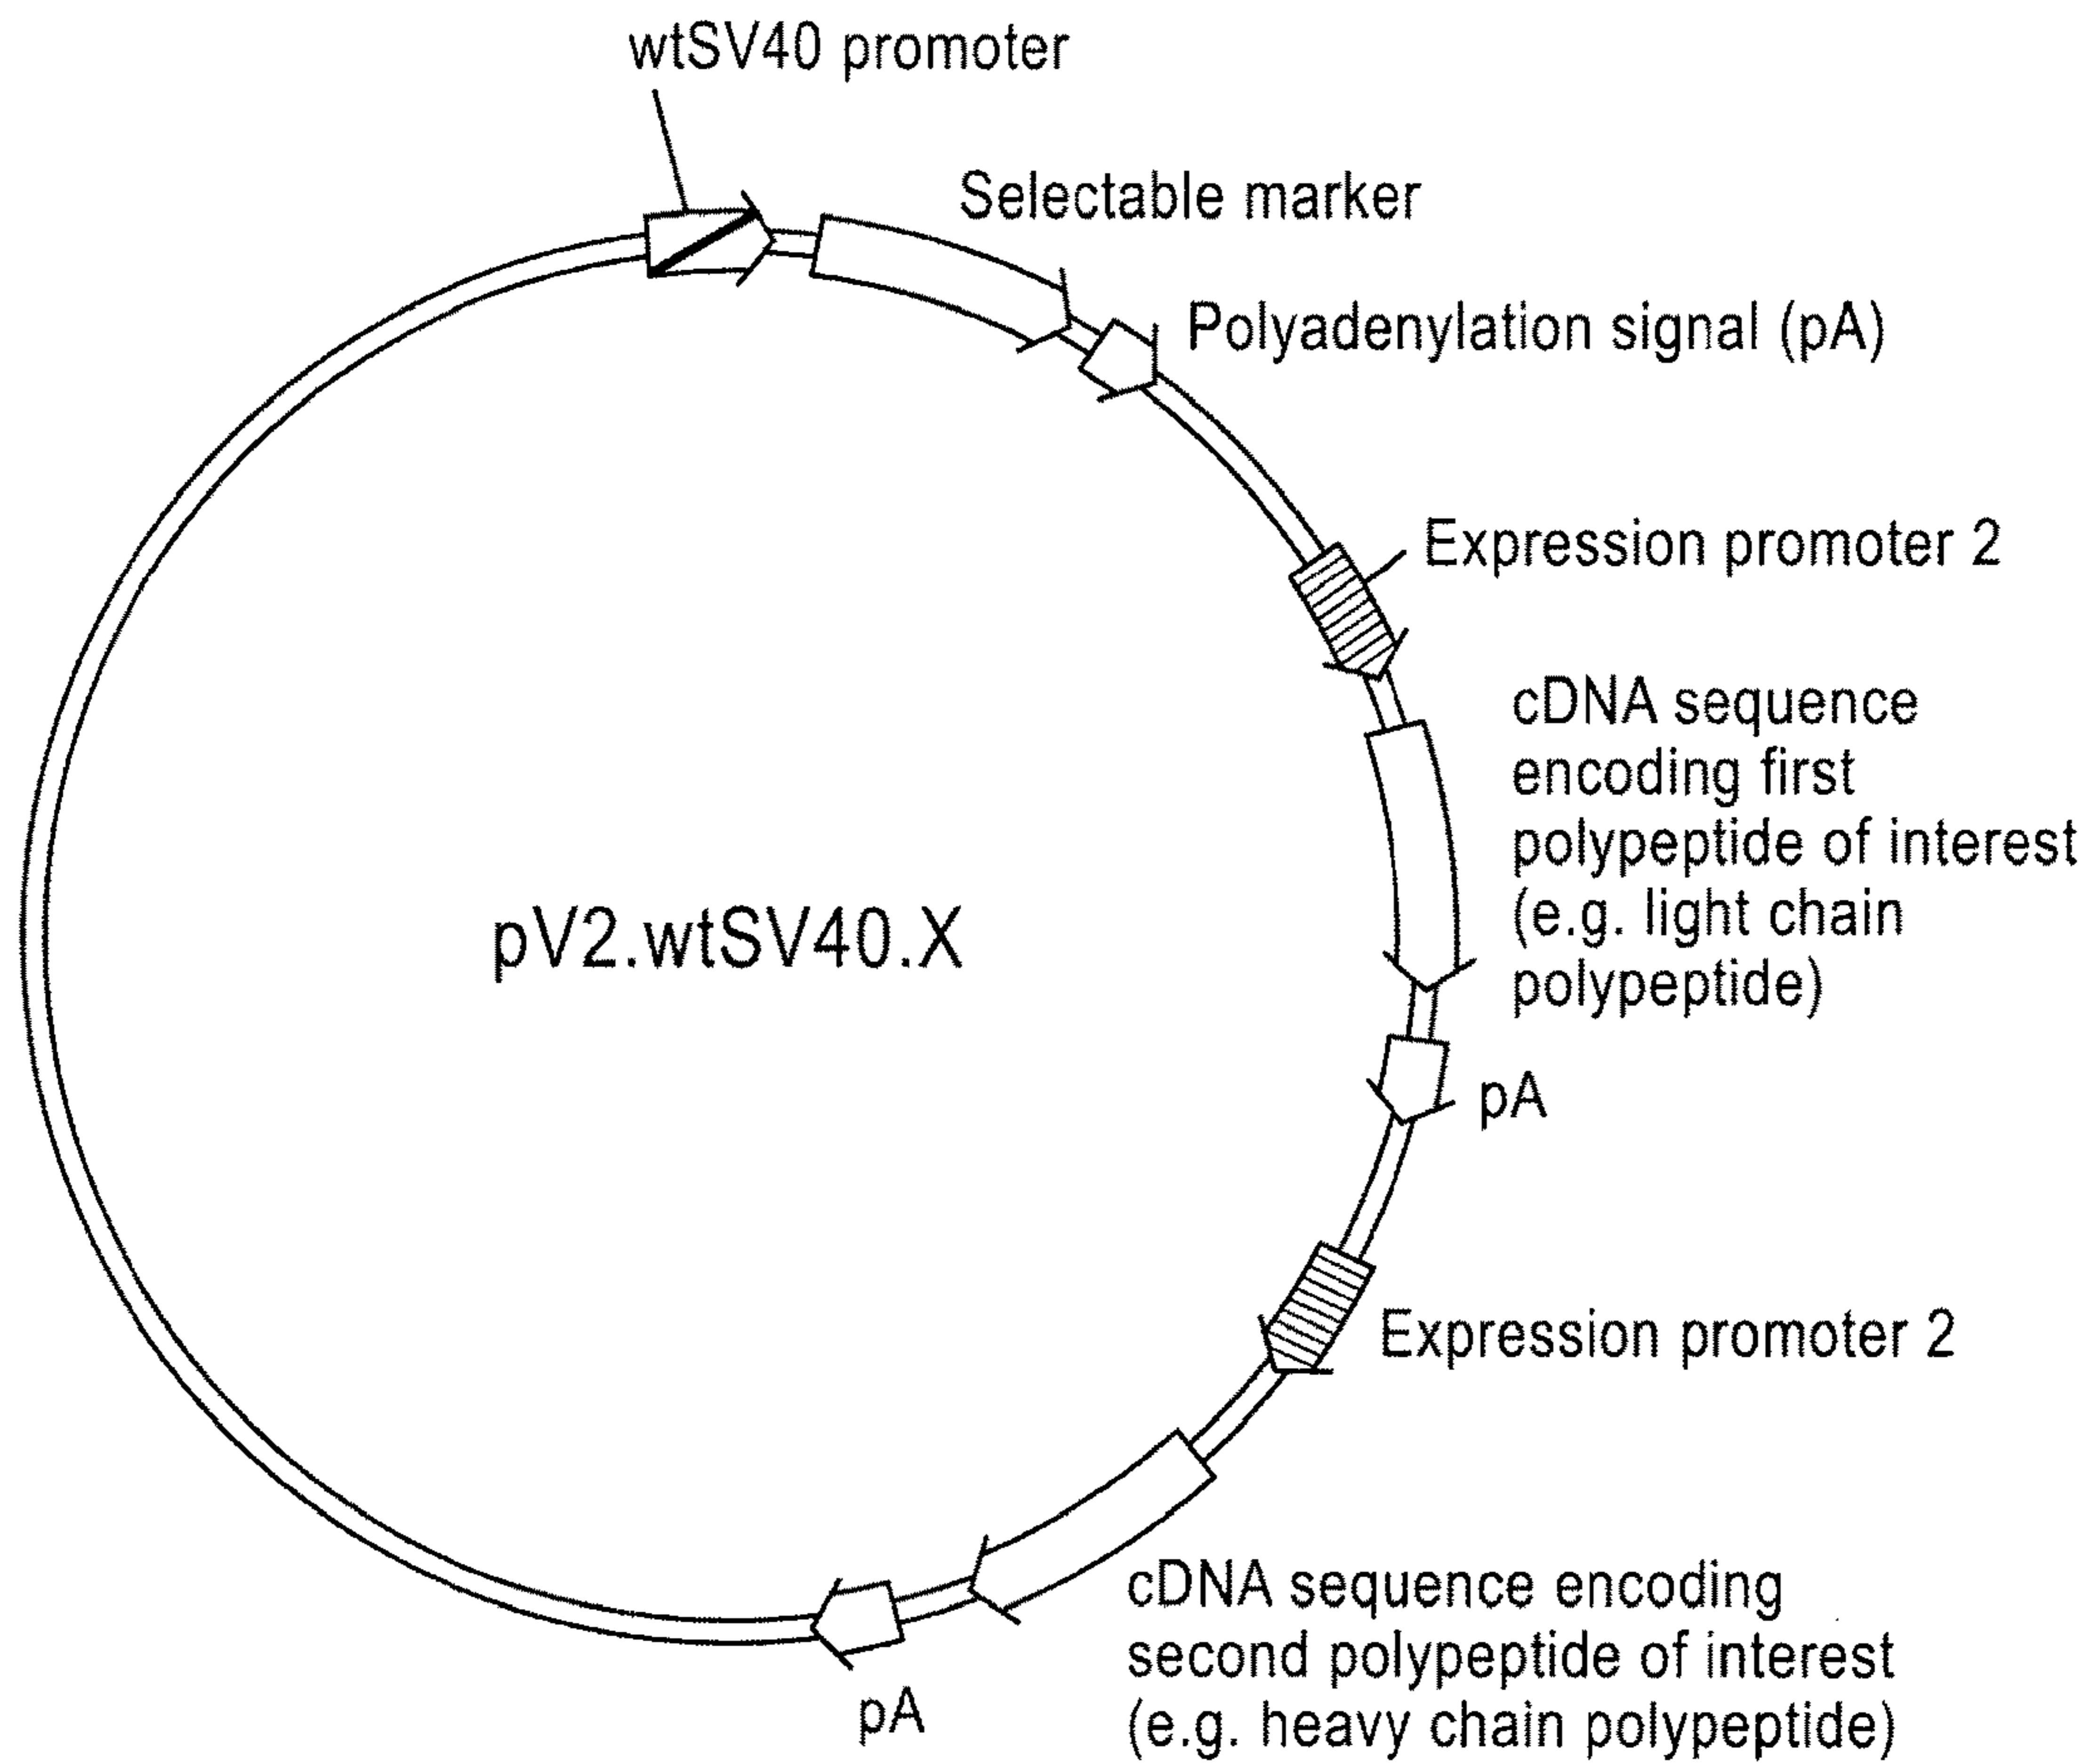 wtSV40 promoter
Selectable marker
Polyadenylation signal (pA)
Expression promoter 2
cDNA sequence
encoding first
polypeptide of interest
(e.g. light chain
polypeptide)
pV2.wtSV40.X
pA
Expression promoter 2
cDNA sequence encoding
second polypeptide of interest
(e.g. heavy chain polypeptide)
pA